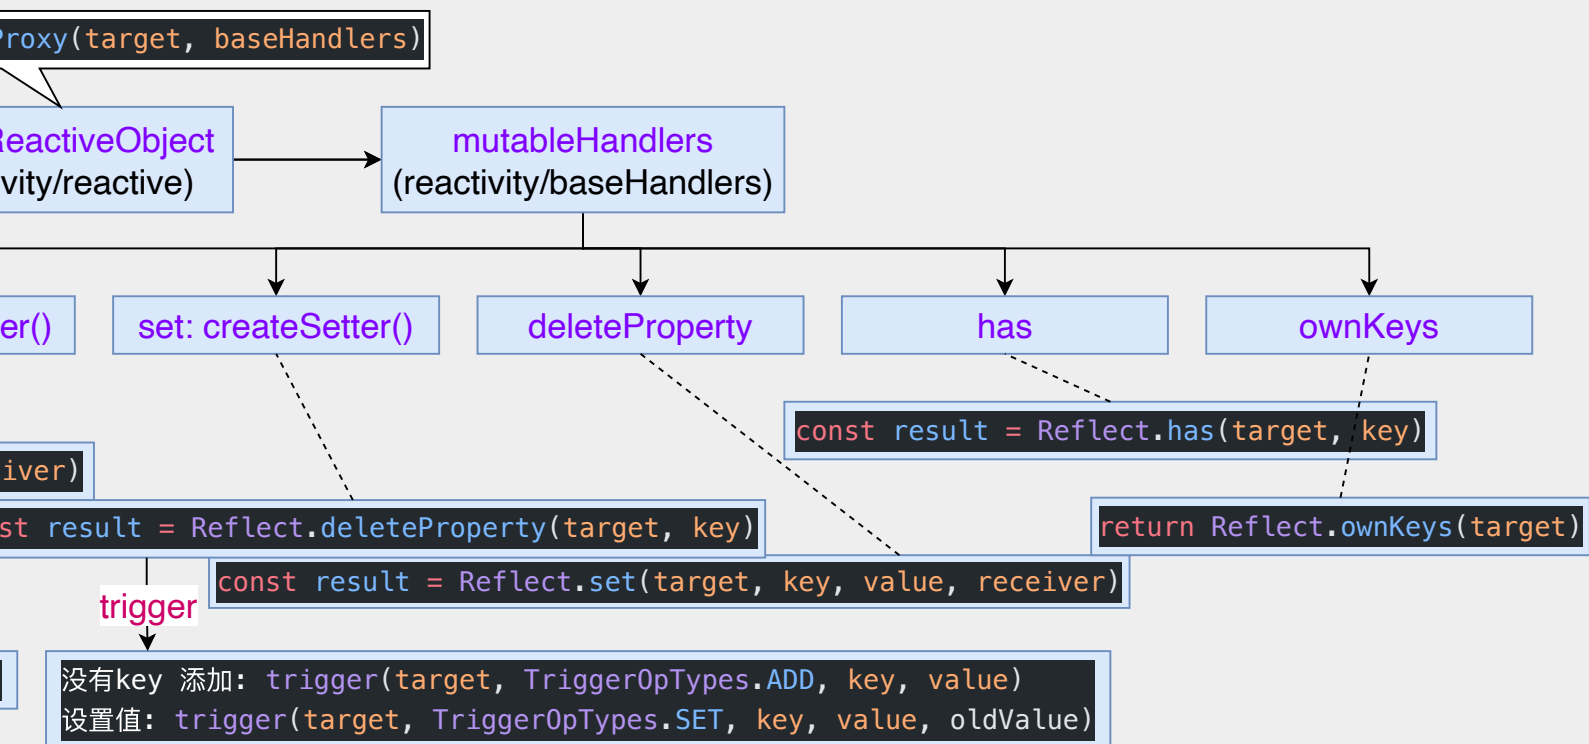 Proxy(target, baseHandlers)
ReactiveObject
vity/reactive)
mutableHandlers
(reactivity/baseHandlers)
er()
set: createSetter()
deleteProperty
has
ownKeys
const result = Reflect.has(target, key)
iver)
st result = Reflect.deleteProperty(target, key)
return Reflect.ownKeys(target)
const result = Reflect.set(target, key, value, receiver)
trigger
没有key 添加: trigger(target, TriggerOpTypes.ADD, key, value)
设置值: trigger(target, TriggerOpTypes.SET, key, value, oldValue)